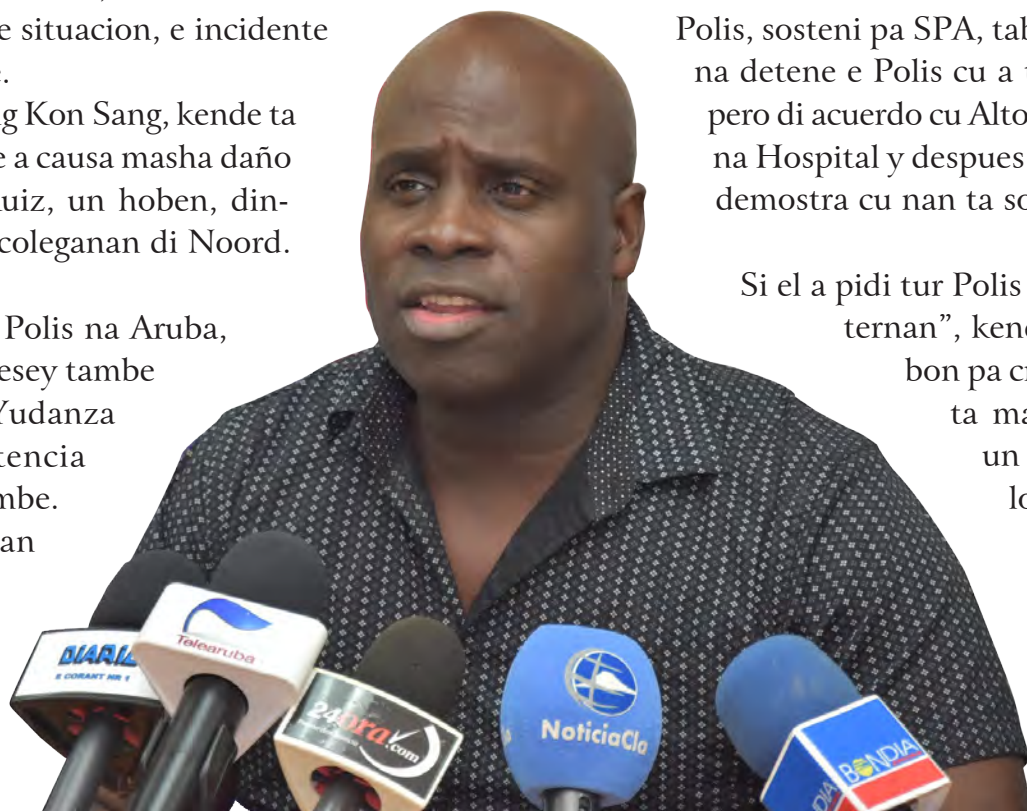 e situacion, e incidente
g Kon Sang, kende ta
e a causa masha daño
uiz, un hoben, din-
coleganan di Noord.
Polis na Aruba,
esey tambe
Yudanza
tencia
mbe.
an
Polis, sosteni pa SPA, tab
na detene e Polis cu a
pero di acuerdo cu Alto
na Hospital y despues
demostra cu nan ta so
Si el a pidi tur Polis
ternan”, kend
bon pa cr
ta ma
un
lo
DIARIO
E CORANT NR 1
Telearuba
24ora.com
NoticiaCla
BONDIA
DIA